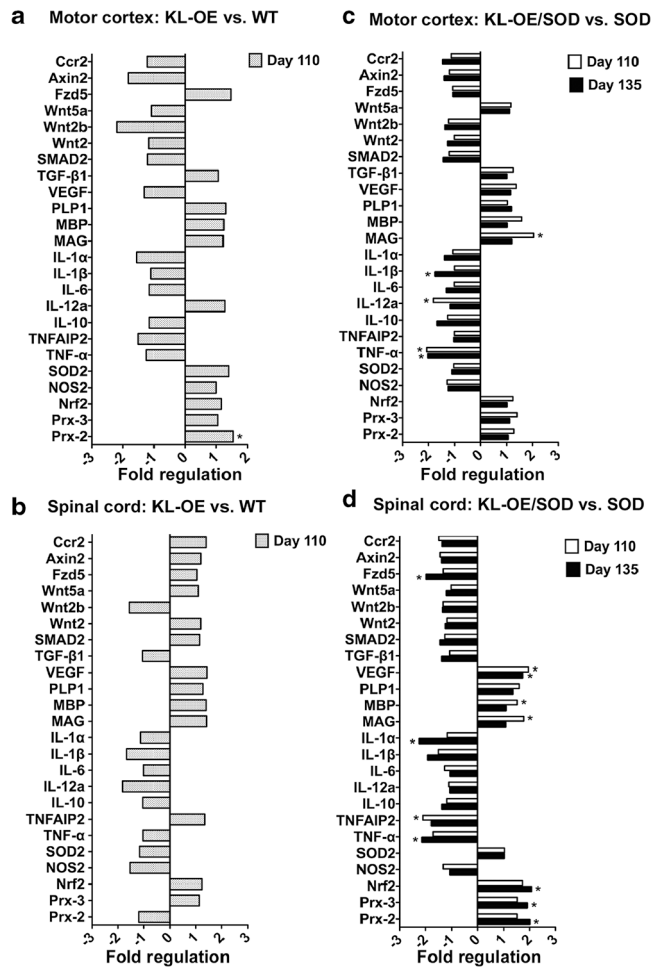 a Motor cortex: KL-OE vs. WT
Day 110
Ccr2
Axin2
Fzd5
Wnt5a
Wnt2b
Wnt2
SMAD2
TGF-β1
VEGF
PLP1
MBP
MAG
IL-1α
IL-1β
IL-6
IL-12a
IL-10
TNFAIP2
TNF-α
SOD2
NOS2
Nrf2
Prx-3
Prx-2 *
-3 -2 -1 0 1 2
Fold regulation
c Motor cortex: KL-OE/SOD vs. SOD
Day 110
Day 135
Ccr2
Axin2
Fzd5
Wnt5a
Wnt2b
Wnt2
SMAD2
TGF-β1
VEGF
PLP1
MBP
MAG *
IL-1α
IL-1β *
IL-6
IL-12a *
IL-10
TNFAIP2
TNF-α * *
SOD2
NOS2
Nrf2
Prx-3
Prx-2
-3 -2 -1 0 1 2 3
Fold regulation
b Spinal cord: KL-OE vs. WT
Day 110
Ccr2
Axin2
Fzd5
Wnt5a
Wnt2b
Wnt2
SMAD2
TGF-β1
VEGF
PLP1
MBP
MAG
IL-1α
IL-1β
IL-6
IL-12a
IL-10
TNFAIP2
TNF-α
SOD2
NOS2
Nrf2
Prx-3
Prx-2
-3 -2 -1 0 1 2 3
Fold regulation
d Spinal cord: KL-OE/SOD vs. SOD
Day 110
Day 135
Ccr2
Axin2
Fzd5 *
Wnt5a
Wnt2b
Wnt2
SMAD2
TGF-β1
VEGF * *
PLP1
MBP *
MAG *
IL-1α *
IL-1β
IL-6
IL-12a
IL-10
TNFAIP2 *
TNF-α *
SOD2
NOS2
Nrf2 *
Prx-3 *
Prx-2 *
-3 -2 -1 0 1 2 3
Fold regulation